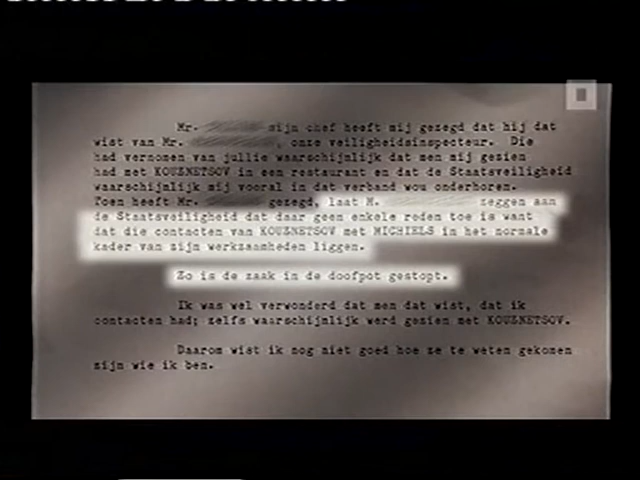 Mr. zijn chef heeft mij gezegd dat hij dat
wist van Mr. , onze veiligheidsinspecteur. Die
had vernomen van jullie waarschijnlijk dat men mij gezien
had met KOUZNETSOV in een restaurant en dat de Staatsveiligheid
waarschijnlijk mij vooral in dat verband wou onderhoren.
Toen heeft Mr. gezegd, laat M. zeggen aan
de Staatsveiligheid dat daar geen enkele reden toe is want
dat die contacten van KOUZNETSOV met MICHIELS in het normale
kader van zijn werkzaamheden liggen.
Zo is de zaak in de doofpot gestopt.
Ik was wel verwonderd dat men dat wist, dat ik
contacten had; zelfs waarschijnlijk werd gezien met KOUZNETSOV.
Daarom wist ik nog niet goed hoe ze te weten gekomen
zijn wie ik ben.